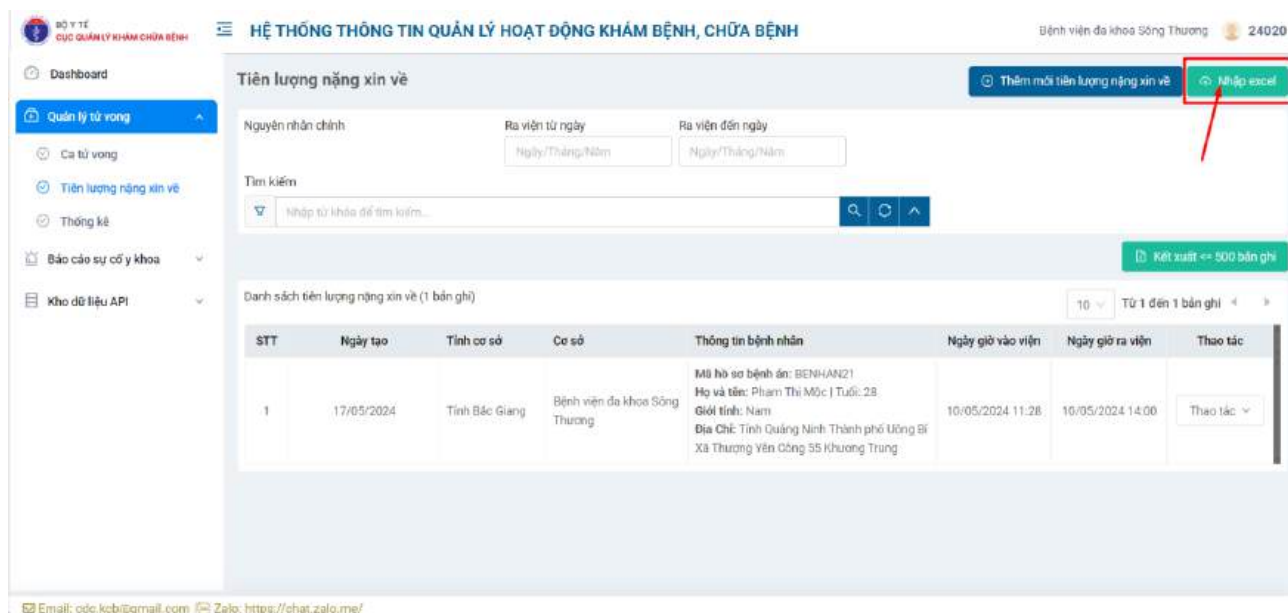 BỘ Y TẾ
CỤC QUẢN LÝ KHÁM CHỮA BỆNH
HỆ THỐNG THÔNG TIN QUẢN LÝ HOẠT ĐỘNG KHÁM BỆNH, CHỮA BỆNH
Bệnh viện đa khoa Sông Thương
24020
Dashboard
Quản lý tử vong
Ca tử vong
Tiên lượng nặng xin về
Thống kê
Báo cáo sự cố y khoa
Kho dữ liệu API
Tiên lượng nặng xin về
Thêm mới tiên lượng nặng xin về
Nhập excel
Nguyên nhân chính
Ra viện từ ngày
Ra viện đến ngày
Ngày/Tháng/Năm
Ngày/Tháng/Năm
Tìm kiếm
Nhập từ khóa để tìm kiếm...
Kết xuất <= 500 bản ghi
Danh sách tiên lượng nặng xin về (1 bản ghi)
10
Từ 1 đến 1 bản ghi
STT Ngày tạo Tỉnh cơ sở Cơ sở Thông tin bệnh nhân Ngày giờ vào viện Ngày giờ ra viện Thao tác
1
17/05/2024
Tỉnh Bắc Giang
Bệnh viện đa khoa Sông
Thương
Mã hồ sơ bệnh án: BENHAN21
Họ và tên: Phạm Thị Mộc | Tuổi: 28
Giới tính: Nam
Địa Chỉ: Tỉnh Quảng Ninh Thành phố Uông Bí
Xã Thượng Yên Công 55 Khương Trung
10/05/2024 11:28
10/05/2024 14:00
Thao tác
Email: cdc.kcb@gmail.com
Zalo: https://chat.zalo.me/